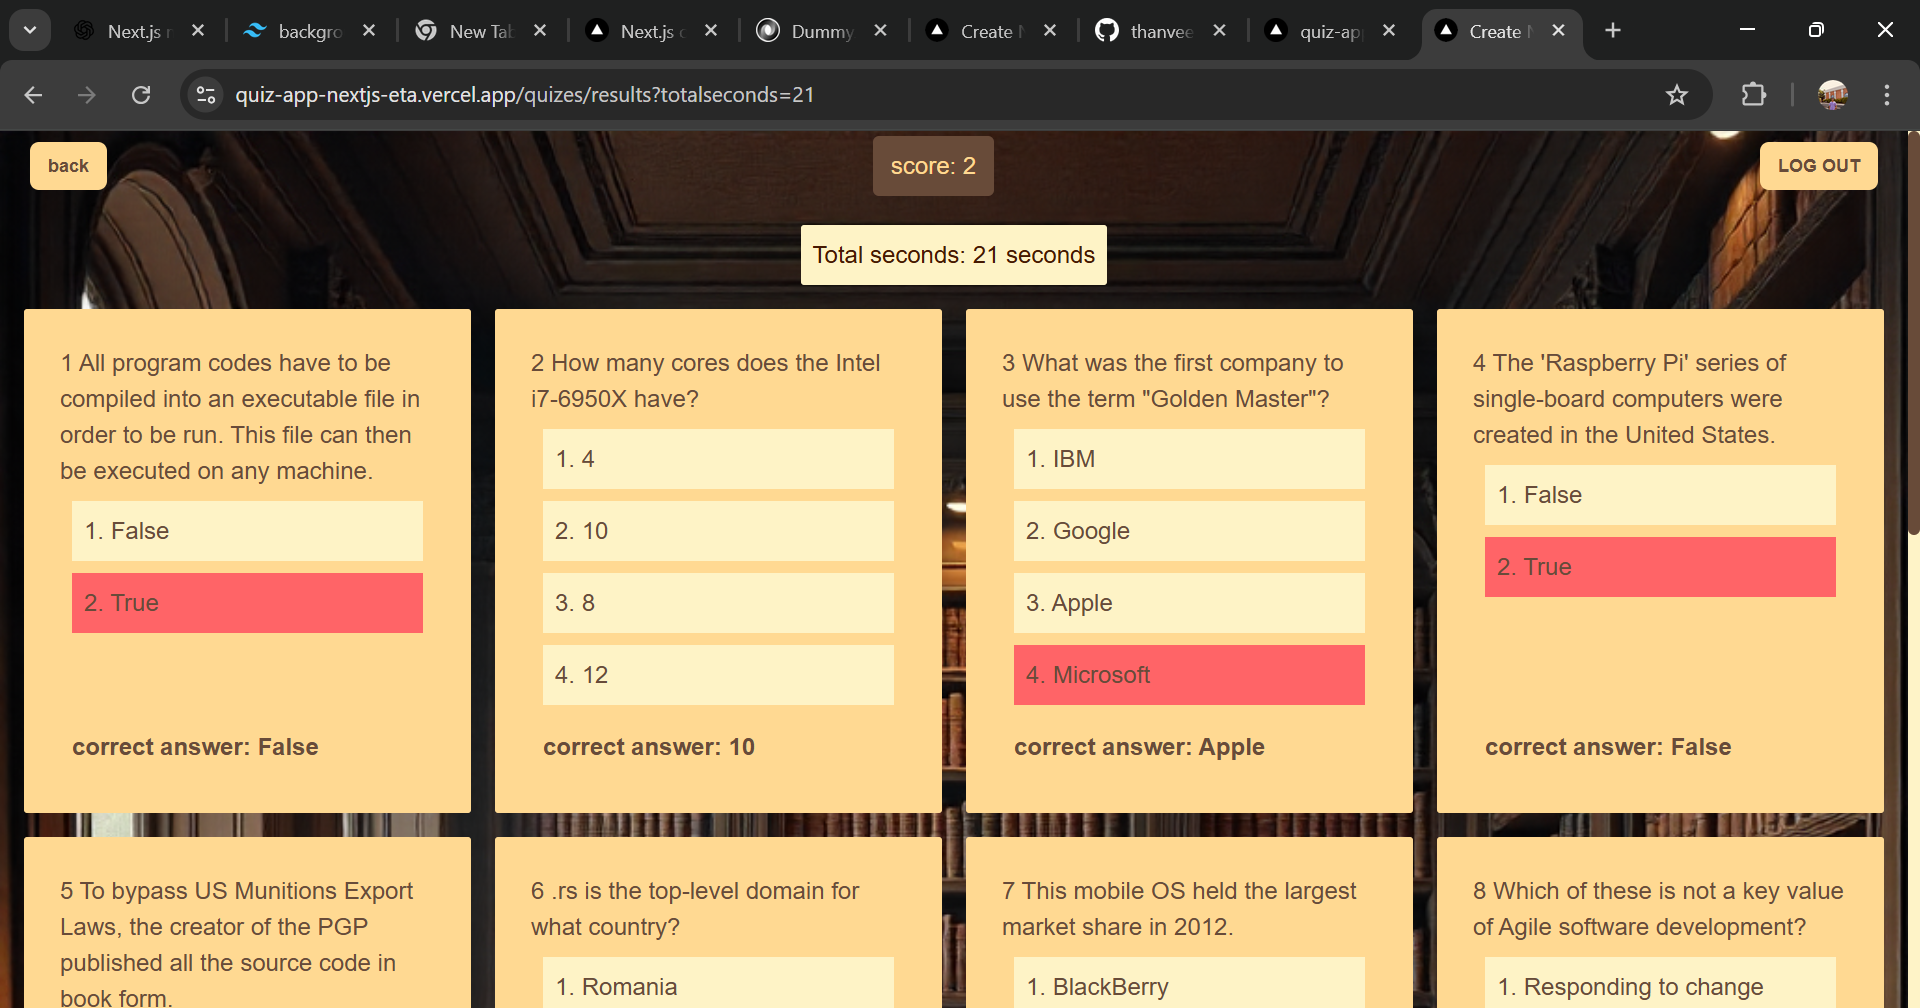 Next.js
backgro
New Tab
Next.js
Dummy
Create
thanvee
quiz-ap
Create
quiz-app-nextjs-eta.vercel.app/quizes/results?totalseconds=21
back
score: 2
LOG OUT
Total seconds: 21 seconds
1 All program codes have to be
compiled into an executable file in
order to be run. This file can then
be executed on any machine.
1. False
2. True
correct answer: False
2 How many cores does the Intel
i7-6950X have?
1. 4
2. 10
3. 8
4. 12
correct answer: 10
3 What was the first company to
use the term "Golden Master"?
1. IBM
2. Google
3. Apple
4. Microsoft
correct answer: Apple
4 The 'Raspberry Pi' series of
single-board computers were
created in the United States.
1. False
2. True
correct answer: False
5 To bypass US Munitions Export
Laws, the creator of the PGP
published all the source code in
book form.
6 .rs is the top-level domain for
what country?
1. Romania
7 This mobile OS held the largest
market share in 2012.
1. BlackBerry
8 Which of these is not a key value
of Agile software development?
1. Responding to change